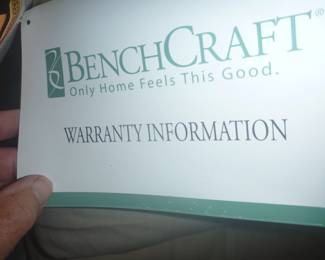 BENCHCRAFT®
Only Home Feels This Good.
WARRANTY INFORMATION